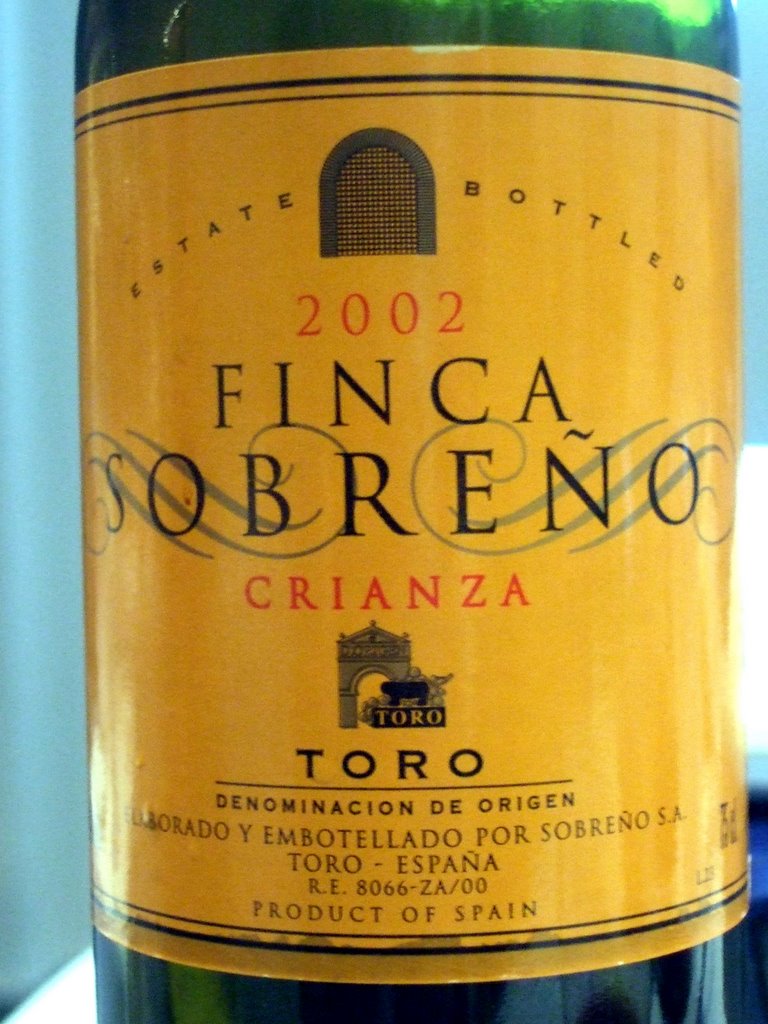 ESTATE BOTTLED
2002
FINCA
SOBREÑO
CRIANZA
TORO
TORO
DENOMINACION DE ORIGEN
ELABORADO Y EMBOTELLADO POR SOBREÑO S.A.
TORO - ESPAÑA
R.E. 8066-ZA/00
PRODUCT OF SPAIN